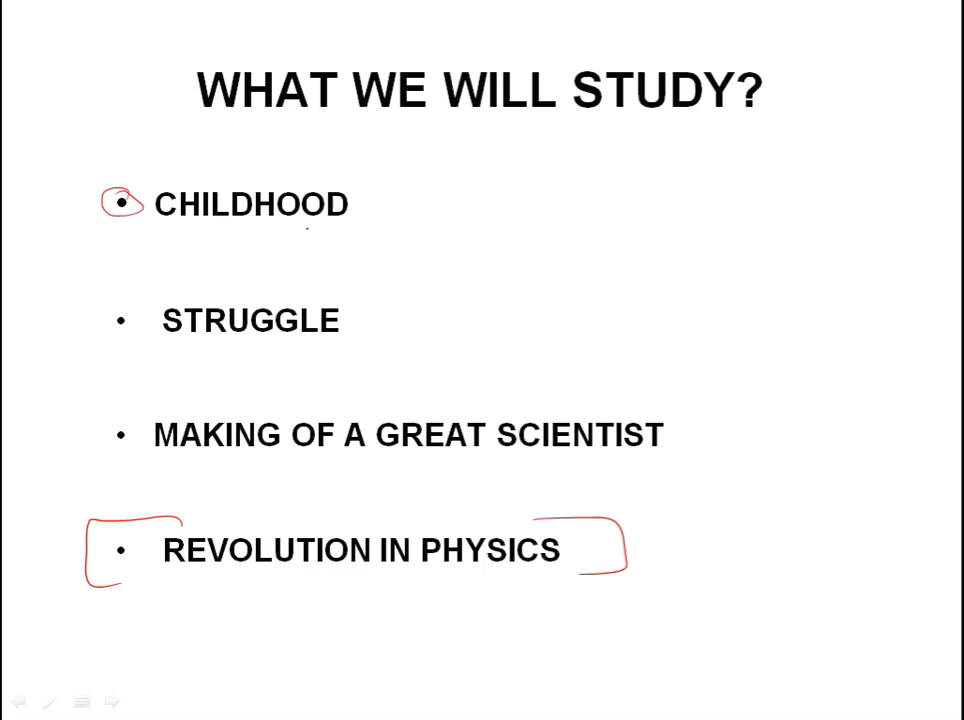 WHAT WE WILL STUDY?
• CHILDHOOD
• STRUGGLE
• MAKING OF A GREAT SCIENTIST
• REVOLUTION IN PHYSICS